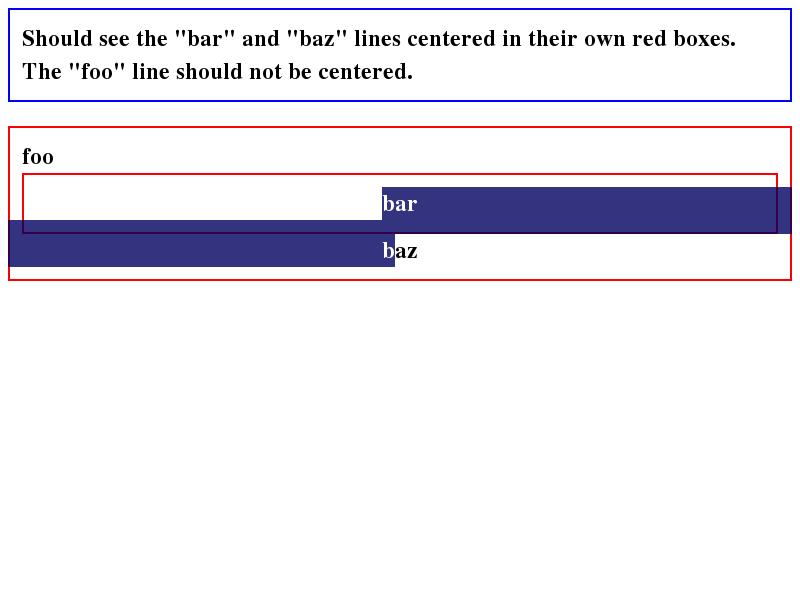 Should see the "bar" and "baz" lines centered in their own red boxes.
The "foo" line should not be centered.
foo
bar
baz